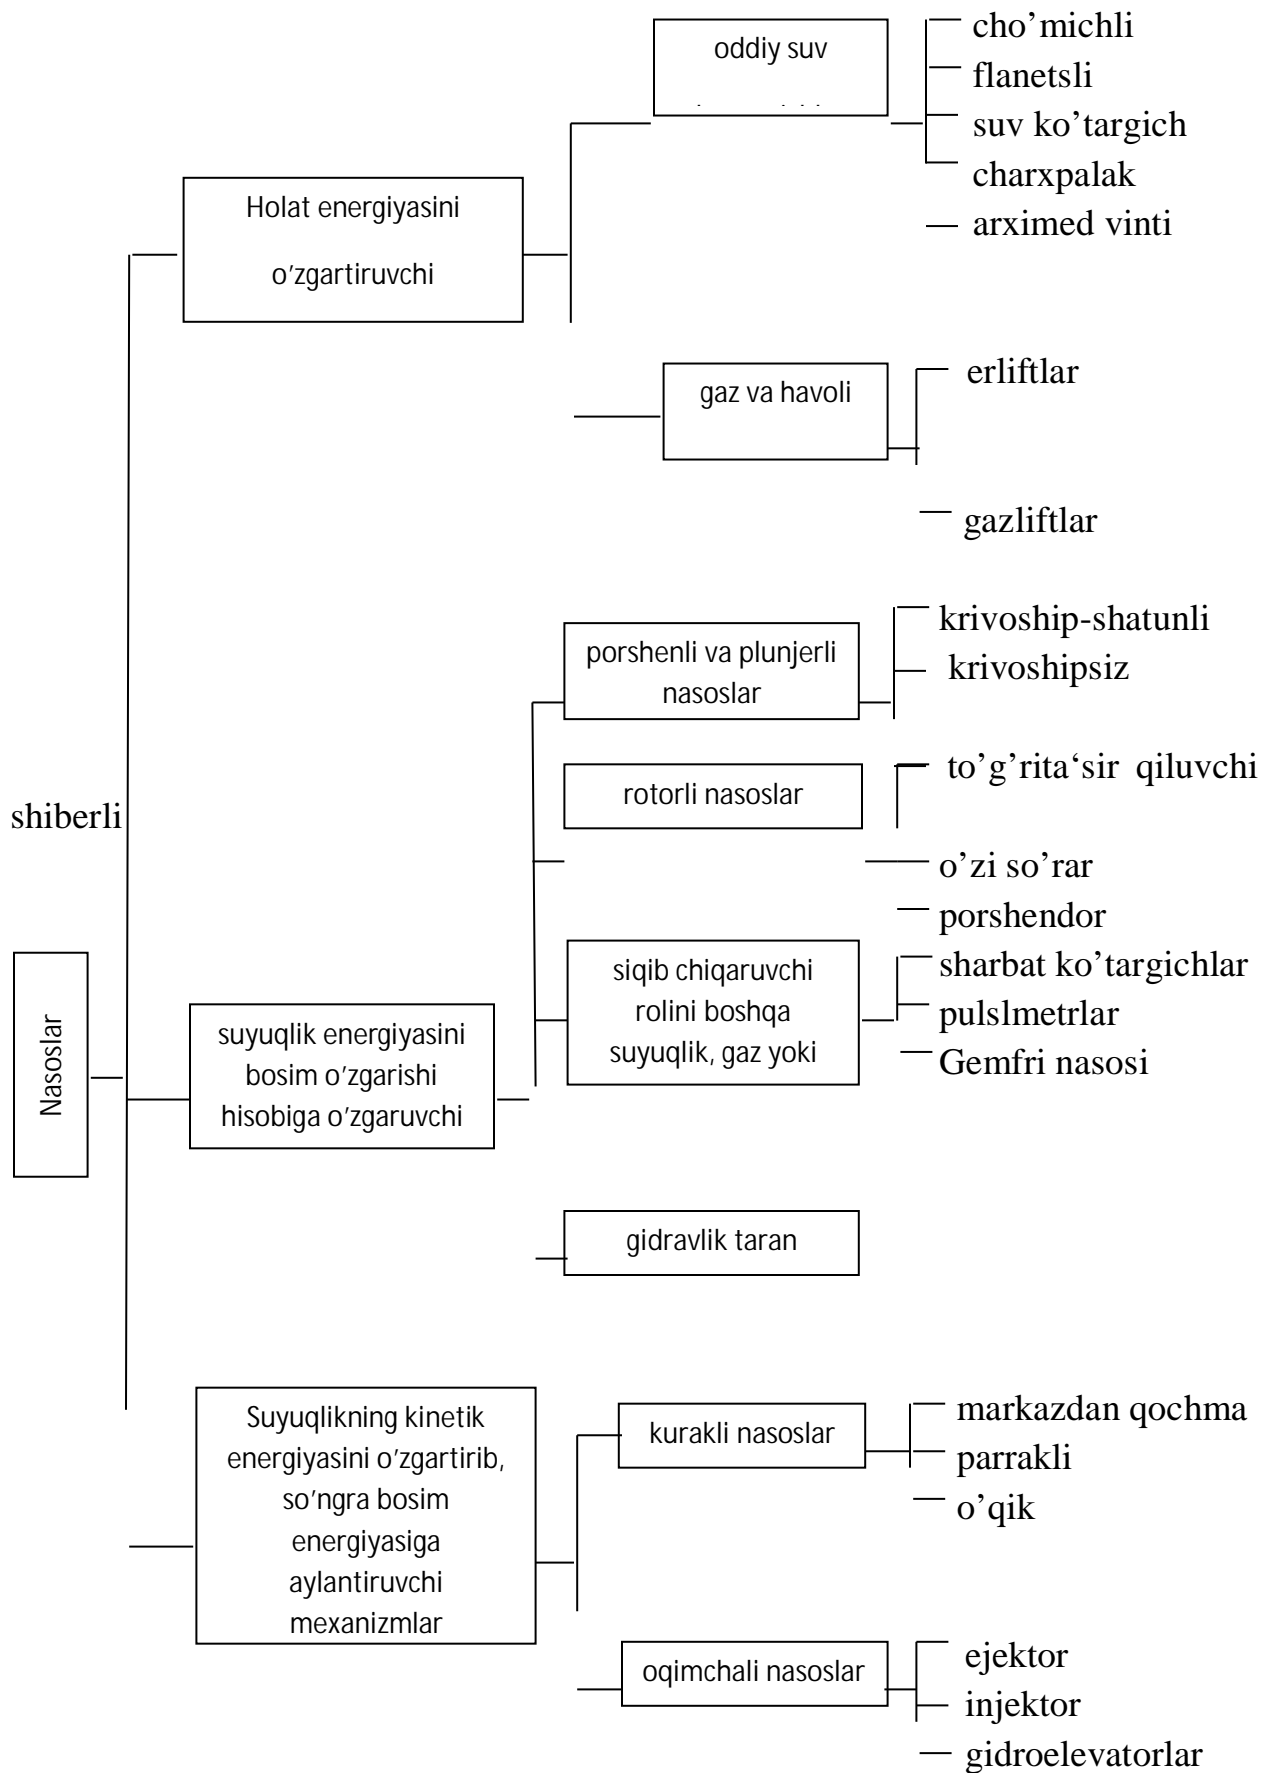 oddiy suv
cho’michli
flanetsli
suv ko’targich
charxpalak
arximed vinti
Holat energiyasini
o’zgartiruvchi
gaz va havoli
erliftlar
gazliftlar
porshenli va plunjerli
nasoslar
krivoship-shatunli
krivoshipsiz
rotorli nasoslar
to’g’rita‘sir qiluvchi
shiberli
o’zi so’rar
porshendor
Nasoslar
suyuqlik energiyasini
bosim o’zgarishi
hisobiga o’zgaruvchi
siqib chiqaruvchi
rolini boshqa
suyuqlik, gaz yoki
sharbat ko’targichlar
pulslmetrlar
Gemfri nasosi
gidravlik taran
Suyuqlikning kinetik
energiyasini o’zgartirib,
so’ngra bosim
energiyasiga
aylantiruvchi
mexanizmlar
kurakli nasoslar
markazdan qochma
parrakli
o’qik
oqimchali nasoslar
ejektor
injektor
gidroelevatorlar